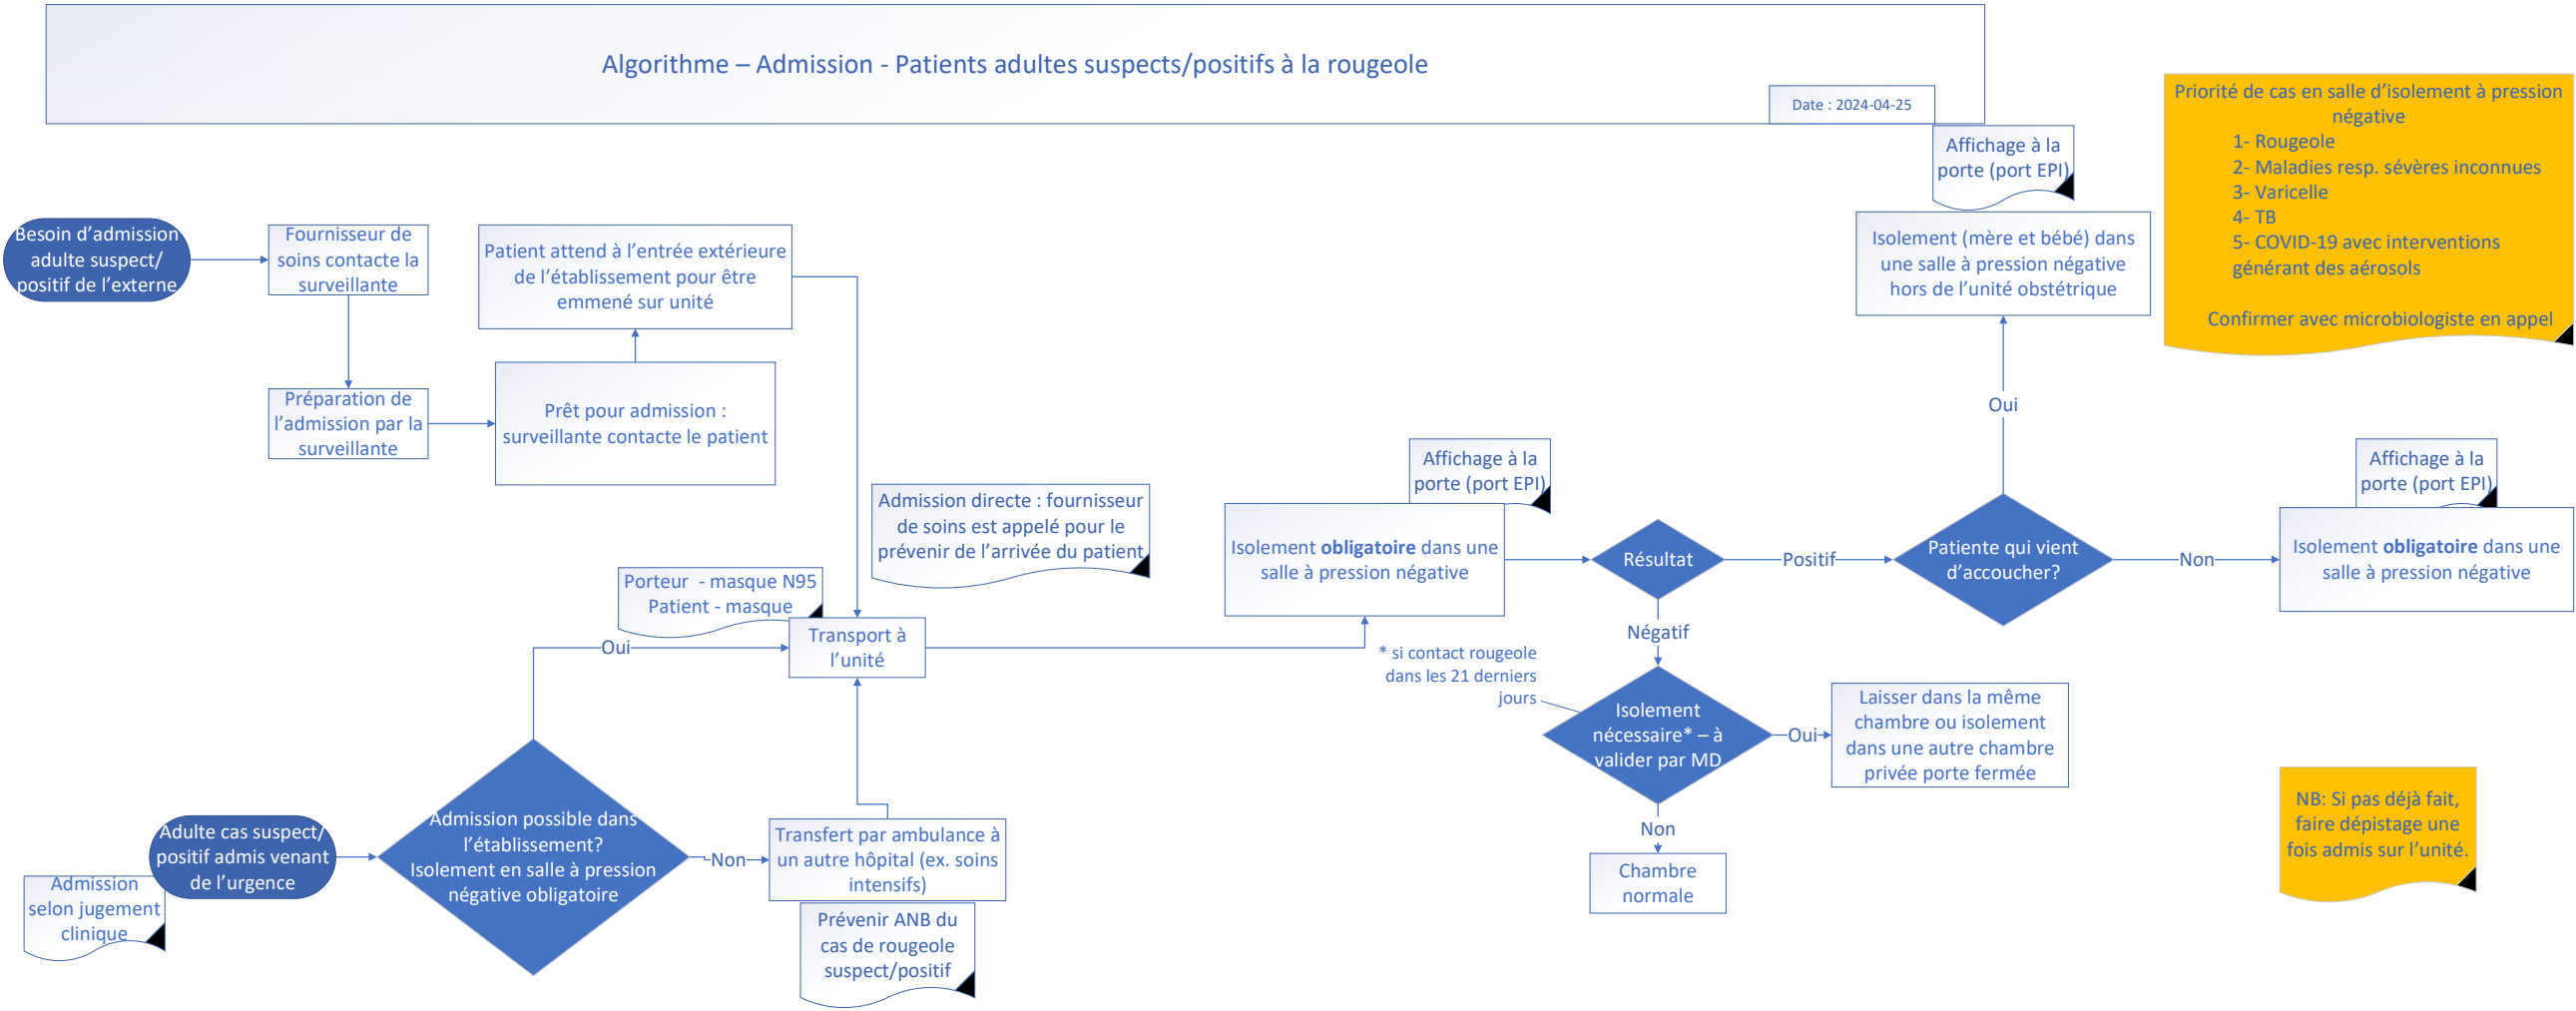 Algorithme – Admission - Patients adultes suspects/positifs à la rougeole
Date : 2024-04-25
Priorité de cas en salle d'isolement à pression
négative
1- Rougeole
2- Maladies resp. sévères inconnues
3- Varicelle
4- TB
5- COVID-19 avec interventions
générant des aérosols
Confirmer avec microbiologiste en appel
Affichage à la
porte (port EPI)
Isolement (mère et bébé) dans
une salle à pression négative
hors de l'unité obstétrique
Besoin d'admission
adulte suspect/
positif de l'externe
Fournisseur de
soins contacte la
surveillante
Patient attend à l'entrée extérieure
de l'établissement pour être
emmené sur unité
Préparation de
l'admission par la
surveillante
Prêt pour admission :
surveillante contacte le patient
Oui
Admission directe : fournisseur
de soins est appelé pour le
prévenir de l'arrivée du patient
Affichage à la
porte (port EPI)
Isolement obligatoire dans une
salle à pression négative
Résultat
Positif
Patiente qui vient
d'accoucher?
Non
Affichage à la
porte (port EPI)
Isolement obligatoire dans une
salle à pression négative
Porteur  - masque N95
Patient - masque
Oui
Transport à
l'unité
Négatif
* si contact rougeole
dans les 21 derniers
jours
Isolement
nécessaire* – à
valider par MD
Oui
Laisser dans la même
chambre ou isolement
dans une autre chambre
privée porte fermée
Non
Chambre
normale
Adulte cas suspect/
positif admis venant
de l'urgence
Admission
selon jugement
clinique
Admission possible dans
l'établissement?
Isolement en salle à pression
négative obligatoire
Non
Transfert par ambulance à
un autre hôpital (ex. soins
intensifs)
Prévenir ANB du
cas de rougeole
suspect/positif
NB: Si pas déjà fait,
faire dépistage une
fois admis sur l'unité.